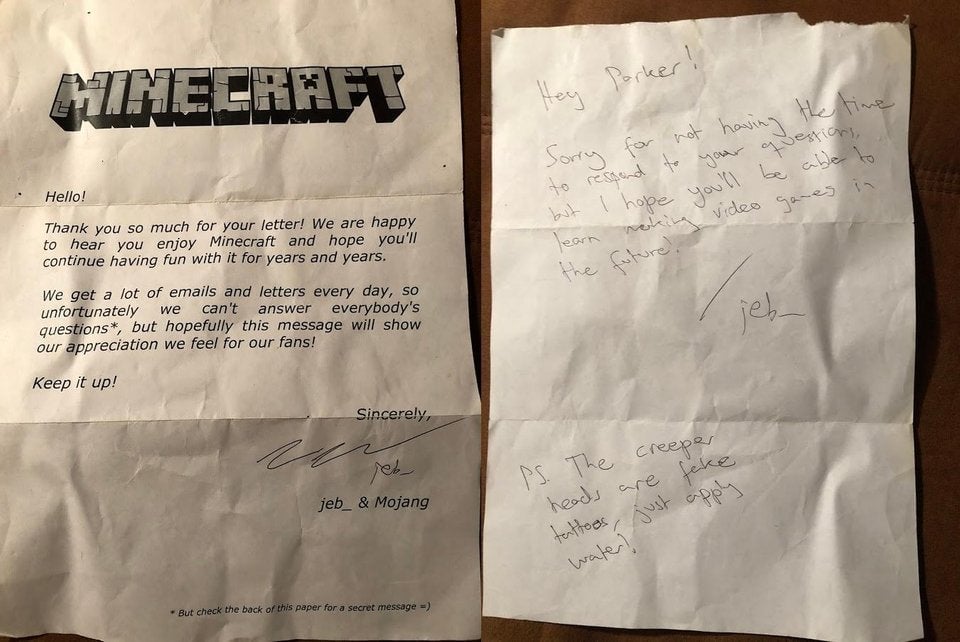 MINECRAFT
Hello!
Thank you so much for your letter! We are happy
to hear you enjoy Minecraft and hope you'll
continue having fun with it for years and years.
We get a lot of emails and letters every day, so
unfortunately we can't answer everybody's
questions*, but hopefully this message will show
our appreciation we feel for our fans!
Keep it up!
Sincerely,
jeb_
jeb_ & Mojang
* But check the back of this paper for a secret message =)
Hey Parker!
Sorry for not having the time
to respond to your questions,
but I hope you'll be able to
learn making video games in
the future!
/jeb_
PS. The creeper
heads are fake
tattoos, just apply
water!